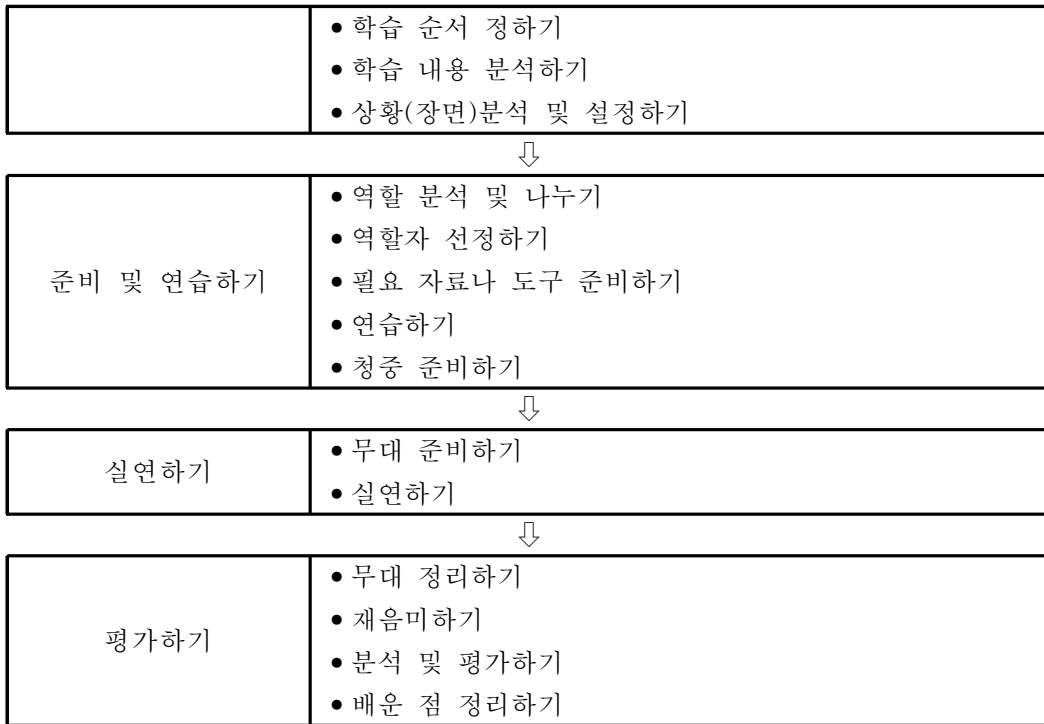 • 학습 순서 정하기
• 학습 내용 분석하기
• 상황(장면)분석 및 설정하기
⇩
준비 및 연습하기
• 역할 분석 및 나누기
• 역할자 선정하기
• 필요 자료나 도구 준비하기
• 연습하기
• 청중 준비하기
⇩
실연하기
• 무대 준비하기
• 실연하기
⇩
평가하기
• 무대 정리하기
• 재음미하기
• 분석 및 평가하기
• 배운 점 정리하기